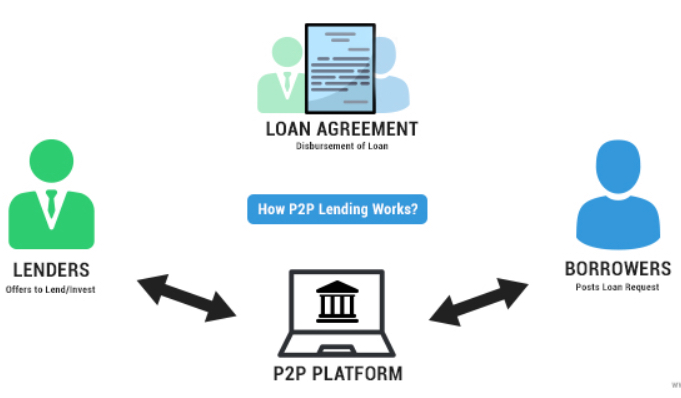 LOAN AGREEMENT
Disbursement of Loan
How P2P Lending Works?
LENDERS
Offers to Lend/Invest
BORROWERS
Posts Loan Request
P2P PLATFORM